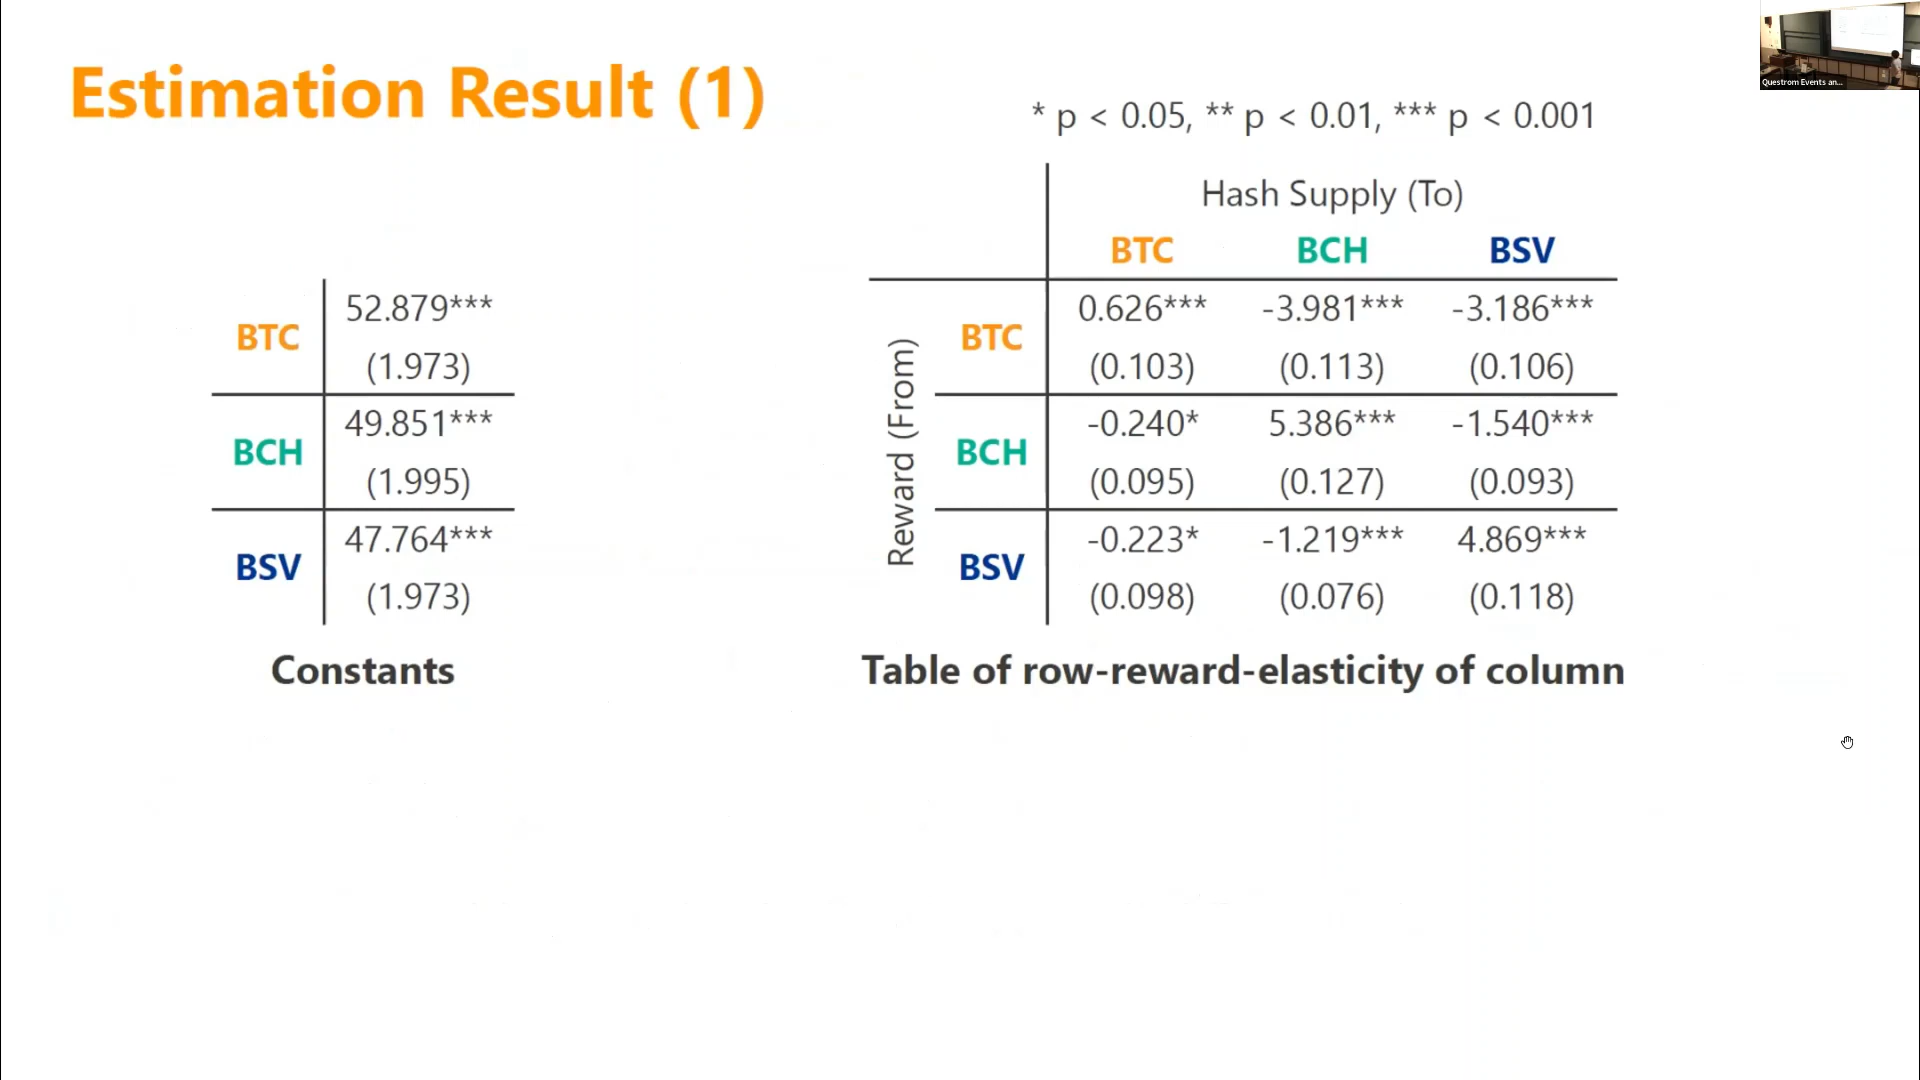 Estimation Result (1)
Questrom Events an...
* p < 0.05, ** p < 0.01, *** p < 0.001
BTC 52.879***
(1.973)
BCH 49.851***
(1.995)
BSV 47.764***
(1.973)
Constants
Hash Supply (To)
BTC BCH BSV
Reward (From)
BTC 0.626*** -3.981*** -3.186***
(0.103) (0.113) (0.106)
BCH -0.240* 5.386*** -1.540***
(0.095) (0.127) (0.093)
BSV -0.223* -1.219*** 4.869***
(0.098) (0.076) (0.118)
Table of row-reward-elasticity of column